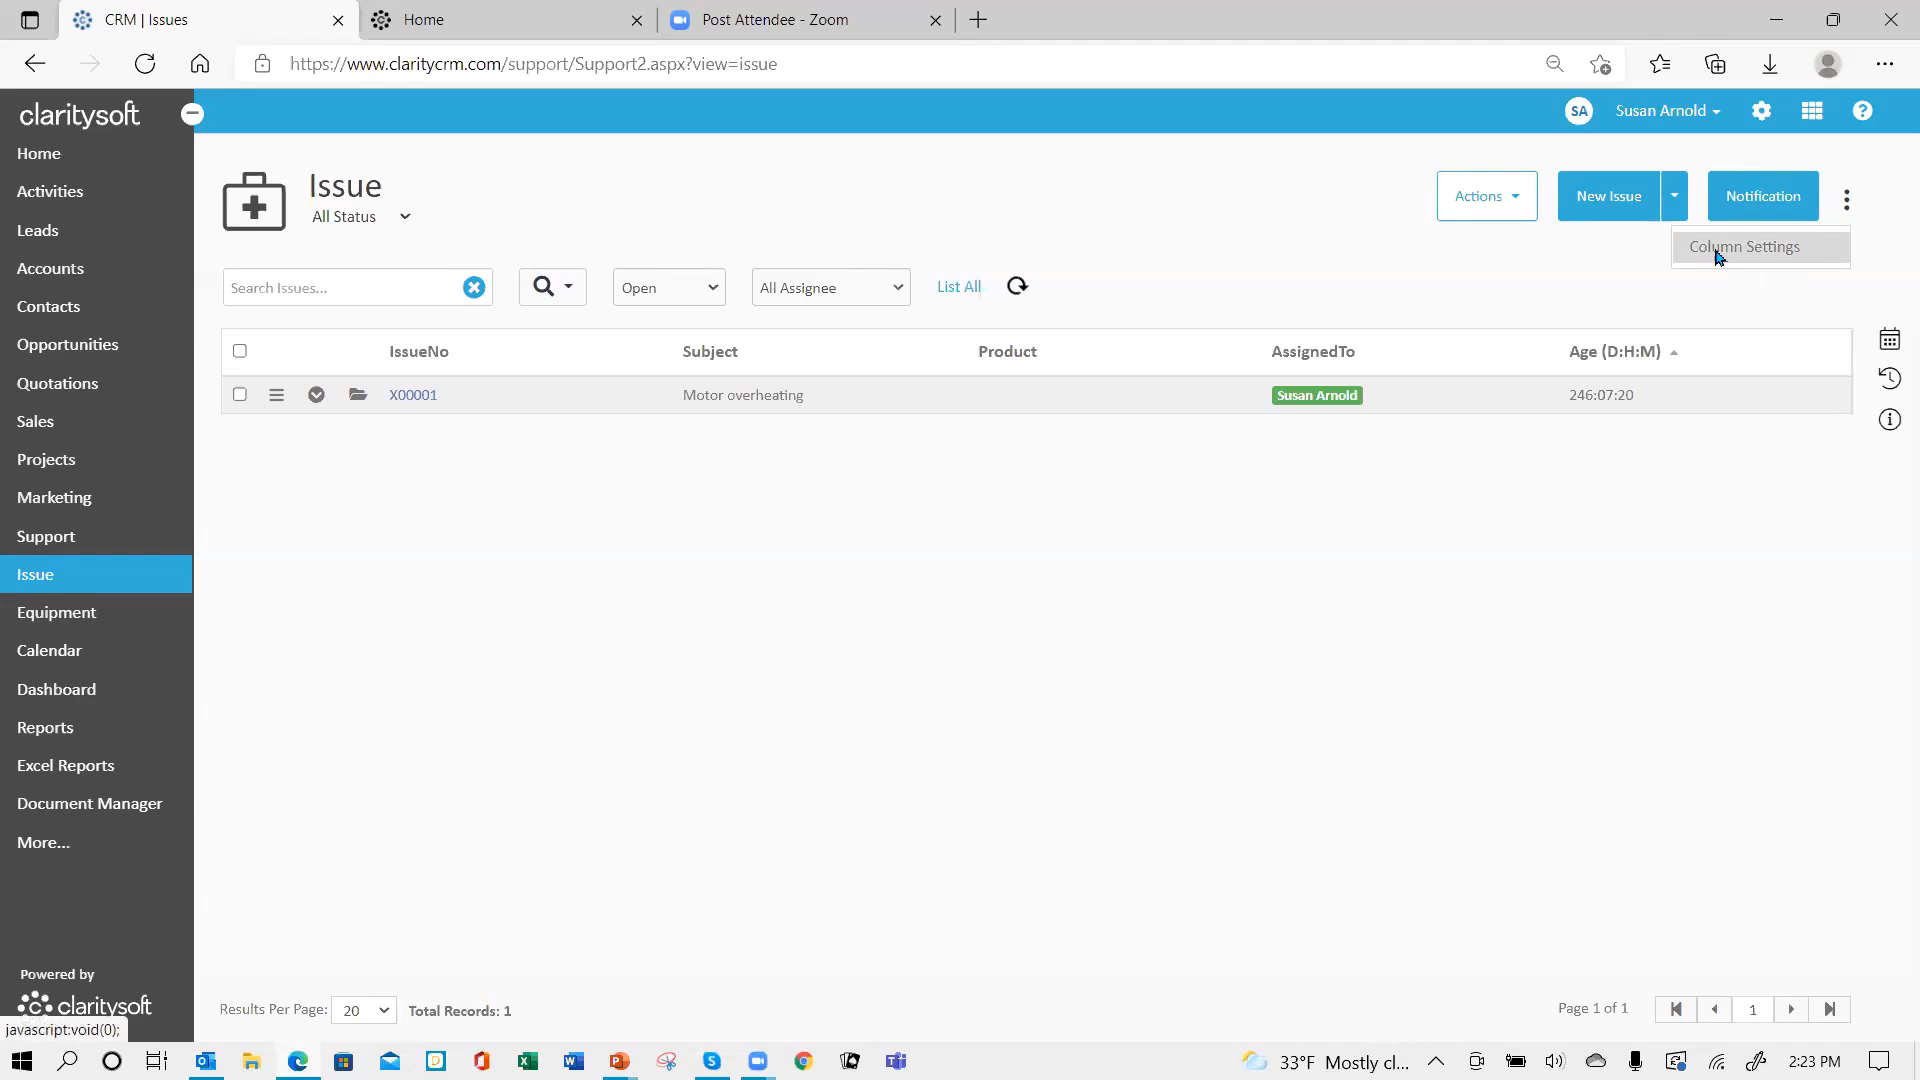 CRM | Issues
Home
Post Attendee - Zoom
https://www.claritycrm.com/support/Support2.aspx?view=issue
claritysoft
SA
Susan Arnold
Home
Activities
Leads
Accounts
Contacts
Opportunities
Quotations
Sales
Projects
Marketing
Support
Issue
Equipment
Calendar
Dashboard
Reports
Excel Reports
Document Manager
More...
Powered by
claritysoft
javascript:void(0);
Issue
All Status
Actions
New Issue
Notification
Column Settings
Search Issues...
Open
All Assignee
List All
IssueNo Subject Product AssignedTo Age (D:H:M)
X00001 Motor overheating Susan Arnold 246:07:20
Results Per Page: 20 Total Records: 1
Page 1 of 1
1
33°F Mostly cl...
2:23 PM